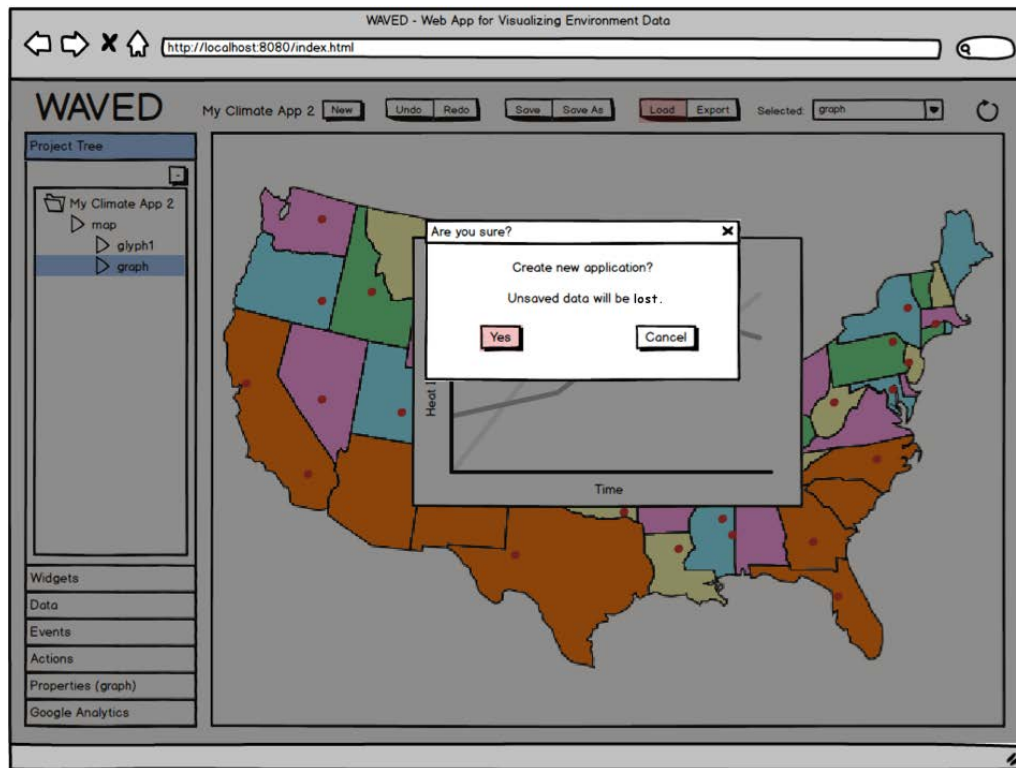 WAVED - Web App for Visualizing Environment Data
http://localhost:8080/index.html
WAVED
My Climate App 2 New Undo Redo Save Save As Load Export Selected: graph
Project Tree
-
My Climate App 2
map
glyph1
graph
Are you sure?
Create new application?
Unsaved data will be lost.
Yes Cancel
Heat
Time
Widgets
Data
Events
Actions
Properties (graph)
Google Analytics